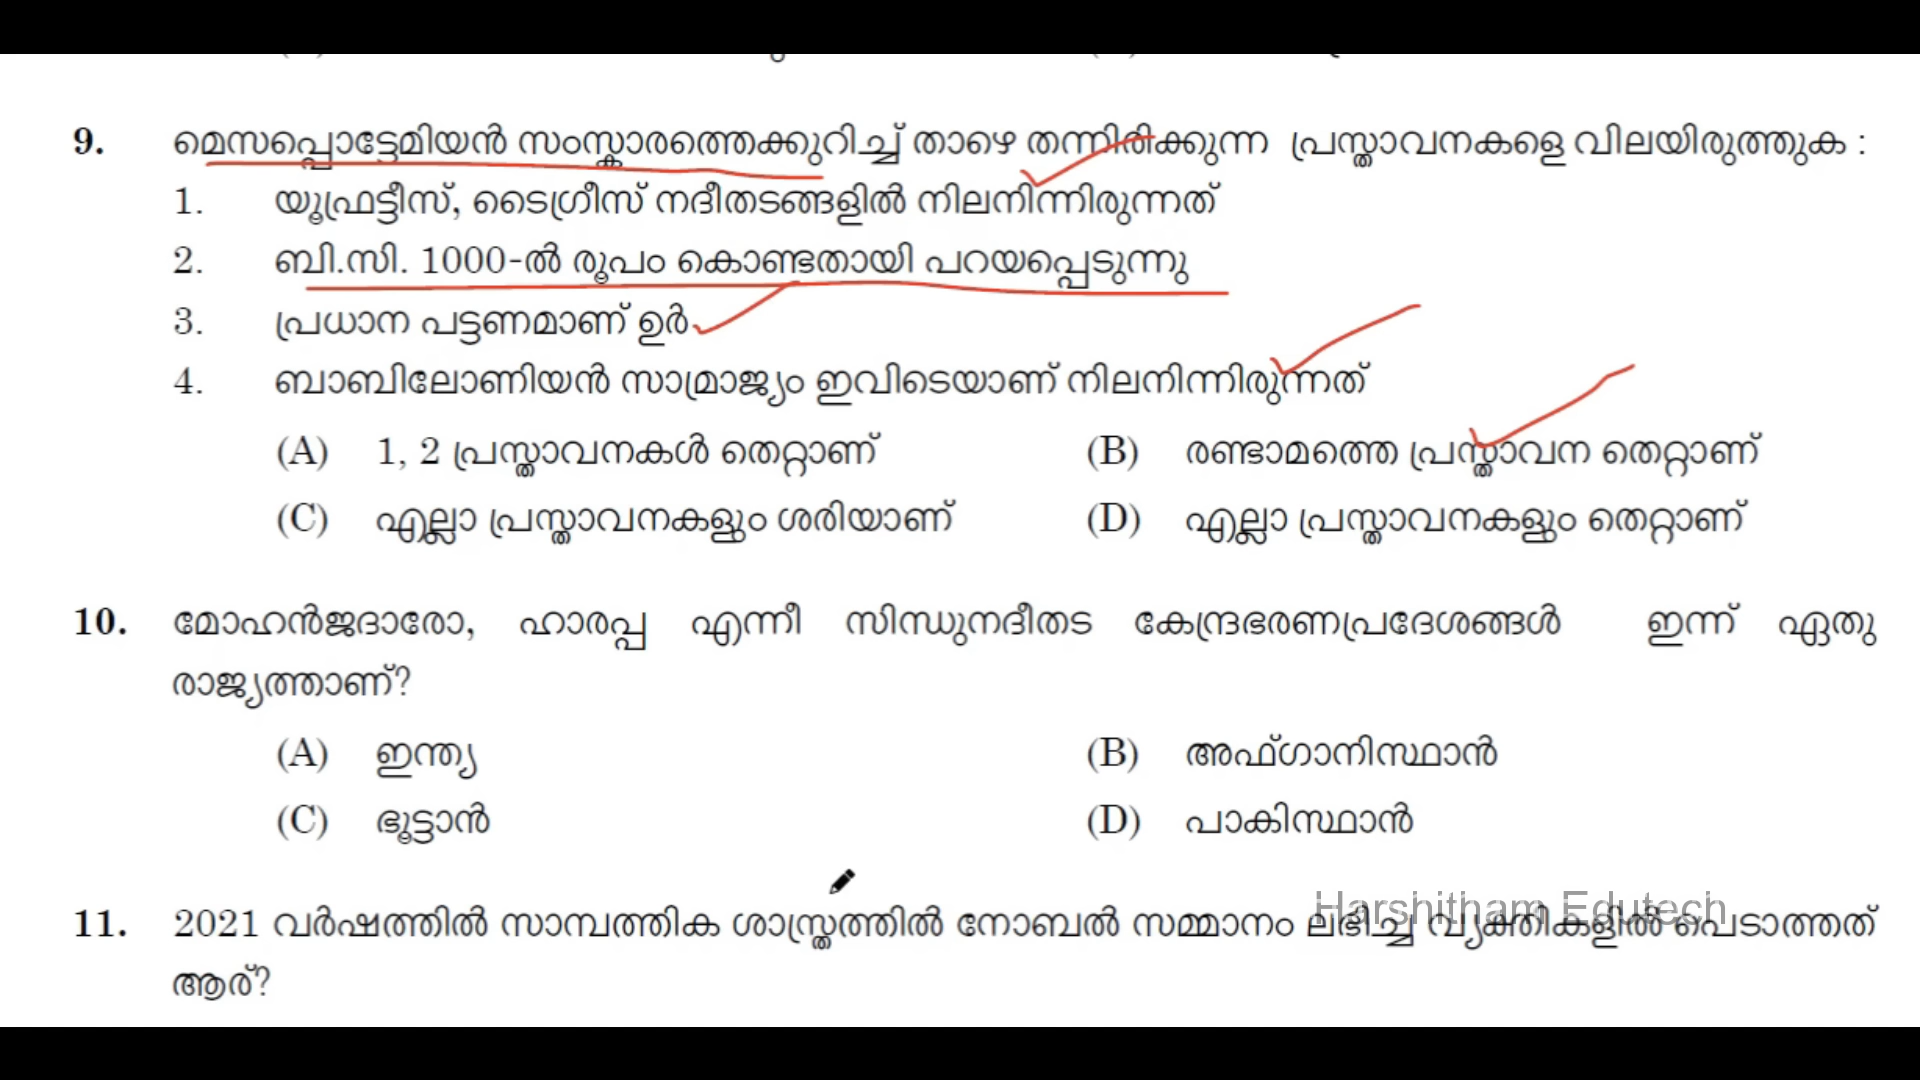 9. മെസപ്പൊട്ടേമിയൻ സംസ്കാരത്തെക്കുറിച്ച് താഴെ തന്നിരിക്കുന്ന പ്രസ്താവനകളെ വിലയിരുത്തുക :
1. യൂഫ്രട്ടീസ്, ടൈഗ്രീസ് നദീതടങ്ങളിൽ നിലനിന്നിരുന്നത്
2. ബി.സി. 1000-ൽ രൂപം കൊണ്ടതായി പറയപ്പെടുന്നു
3. പ്രധാന പട്ടണമാണ് ഉർ
4. ബാബിലോണിയൻ സാമ്രാജ്യം ഇവിടെയാണ് നിലനിന്നിരുന്നത്
(A) 1, 2 പ്രസ്താവനകൾ തെറ്റാണ് (B) രണ്ടാമത്തെ പ്രസ്താവന തെറ്റാണ്
(C) എല്ലാ പ്രസ്താവനകളും ശരിയാണ് (D) എല്ലാ പ്രസ്താവനകളും തെറ്റാണ്
10. മോഹൻജദാരോ, ഹാരപ്പ എന്നീ സിന്ധുനദീതട കേന്ദ്രഭരണപ്രദേശങ്ങൾ ഇന്ന് ഏതു
രാജ്യത്താണ്?
(A) ഇന്ത്യ (B) അഫ്ഗാനിസ്ഥാൻ
(C) ഭൂട്ടാൻ (D) പാകിസ്ഥാൻ
Harshitham Edutech
11. 2021 വർഷത്തിൽ സാമ്പത്തിക ശാസ്ത്രത്തിൽ നോബൽ സമ്മാനം ലഭിച്ച വ്യക്തികളിൽ പെടാത്തത്
ആര്?